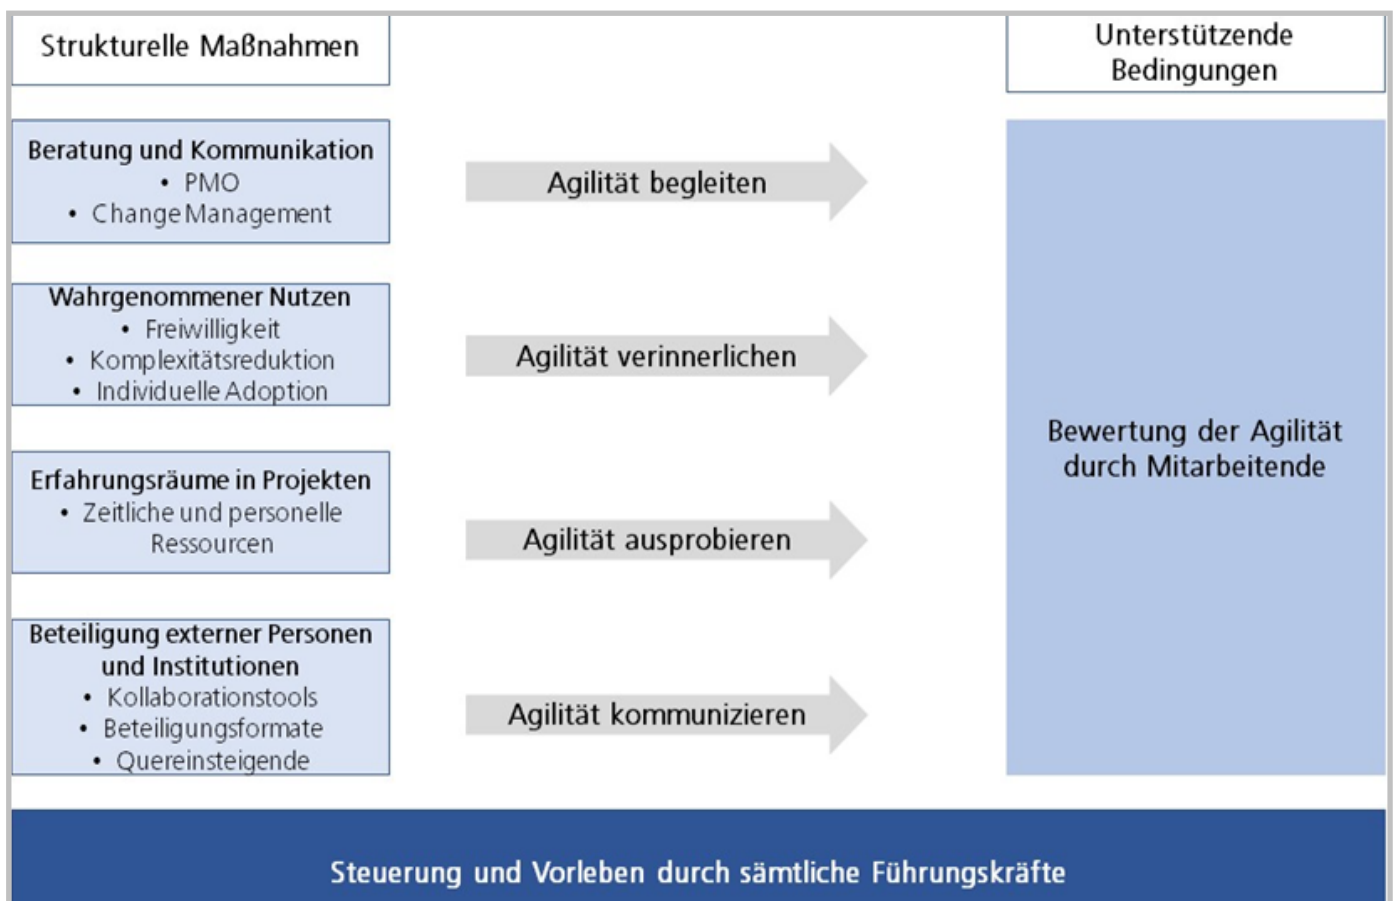 Strukturelle Maßnahmen
Unterstützende
Bedingungen
Beratung und Kommunikation
• PMO
• Change Management
Agilität begleiten
Wahrgenommener Nutzen
• Freiwilligkeit
• Komplexitätsreduktion
• Individuelle Adoption
Agilität verinnerlichen
Erfahrungsräume in Projekten
• Zeitliche und personelle
Ressourcen
Agilität ausprobieren
Beteiligung externer Personen
und Institutionen
• Kollaborationstools
• Beteiligungsformate
• Quereinsteigende
Agilität kommunizieren
Bewertung der Agilität
durch Mitarbeitende
Steuerung und Vorleben durch sämtliche Führungskräfte